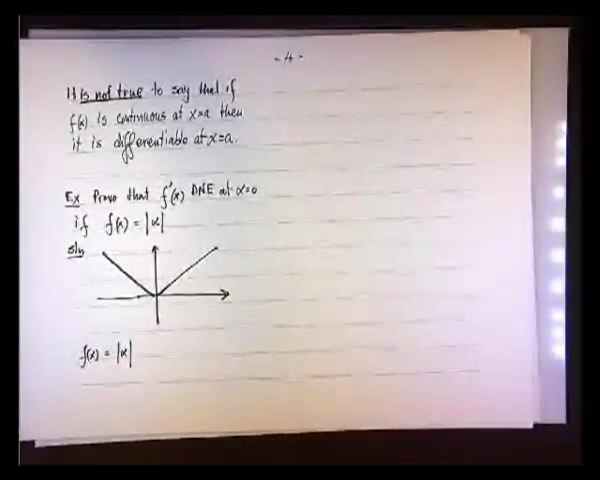 - 4 -
It is not true to say that if
f(x) is continuous at x=a then
it is differentiable at x=a.
Ex Prove that f'(x) DNE at x=0
if f(x) = |x|
Sln
f(x) = |x|